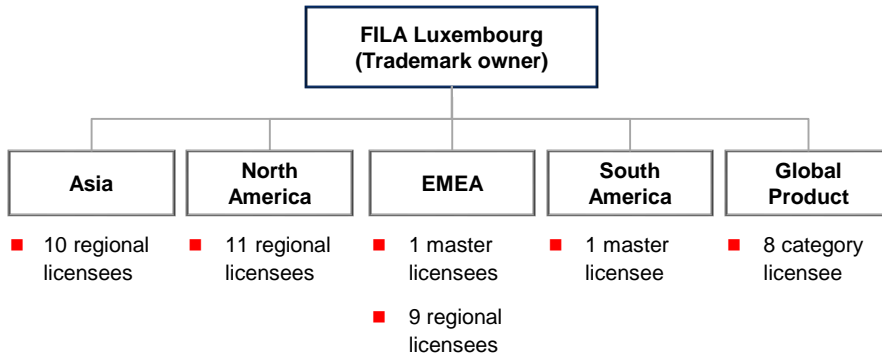 FILA Luxembourg
(Trademark owner)
Asia
North
America
EMEA
South
America
Global
Product
10 regional
licensees
11 regional
licensees
1 master
licensees
9 regional
licensees
1 master
licensee
8 category
licensee